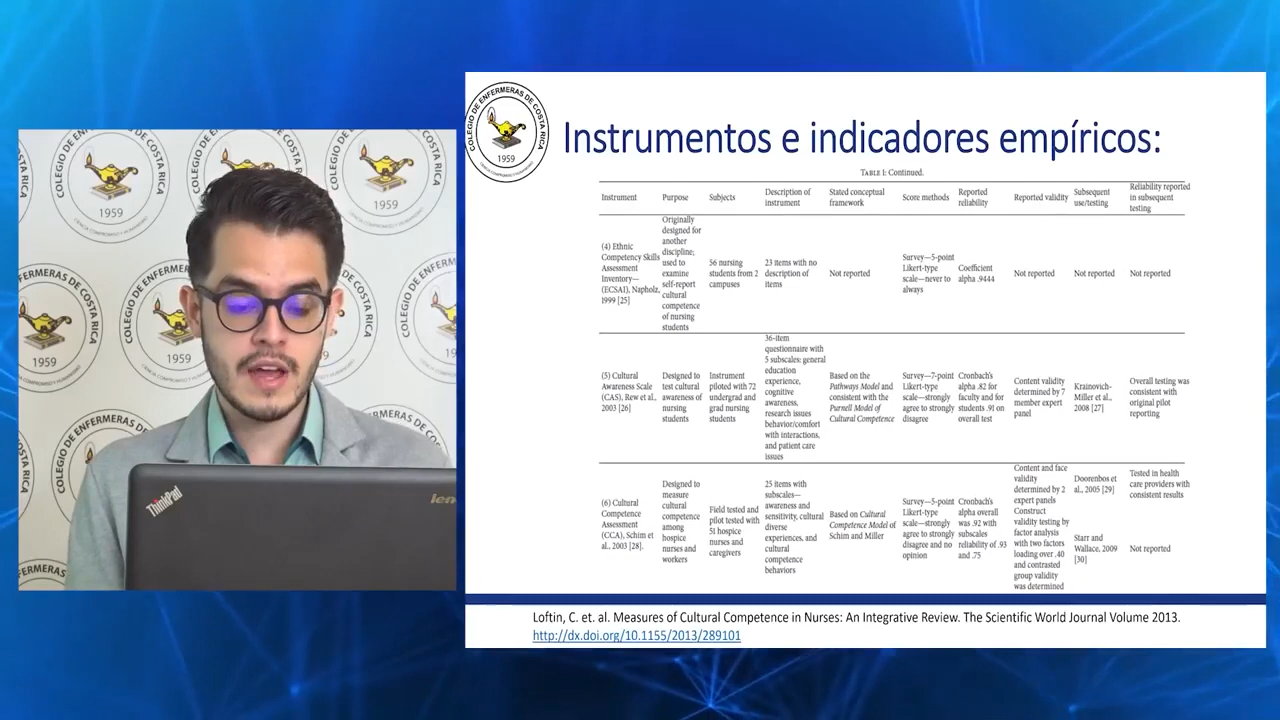 COLEGIO DE ENFERMERAS DE COSTA RICA
1959
CIENCIA COMPROMISO Y HUMANISMO
ThinkPad
COLEGIO DE ENFERMERAS DE COSTA RICA
1959
Instrumentos e indicadores empíricos:
TABLE 1: Continued.
Instrument
Purpose
Subjects
Description of
instrument
Stated conceptual
framework
Score methods
Reported
reliability
Reported validity
Subsequent
use/testing
Reliability reported
in subsequent
testing
(4) Ethnic
Competency Skills
Assessment
Inventory—
(ECSAI), Napholz,
1999 [25]
Originally
designed for
another
discipline;
used to
examine
self-report
cultural
competence
of nursing
students
56 nursing
students from 2
campuses
23 items with no
description of
items
Not reported
Survey—5-point
Likert-type
scale—never to
always
Coefficient
alpha .9444
Not reported
Not reported
Not reported
(5) Cultural
Awareness Scale
(CAS), Rew et al.,
2003 [26]
Designed to
test cultural
awareness of
nursing
students
Instrument
piloted with 72
undergrad and
grad nursing
students
36-item
questionnaire with
5 subscales: general
education
experience,
cognitive
awareness,
research issues
behavior/comfort
with interactions,
and patient care
issues
Based on the
Pathways Model and
consistent with the
Purnell Model of
Cultural Competence
Survey—7-point
Likert-type
scale—strongly
agree to strongly
disagree
Cronbach's
alpha .82 for
faculty and for
students .91 on
overall test
Content validity
determined by 7
member expert
panel
Krainovich-
Miller et al.,
2008 [27]
Overall testing was
consistent with
original pilot
reporting
(6) Cultural
Competence
Assessment
(CCA), Schim et
al., 2003 [28].
Designed to
measure
cultural
competence
among
hospice
nurses and
workers
Field tested and
pilot tested with
51 hospice
nurses and
caregivers
25 items with
subscales—
awareness and
sensitivity, cultural
diverse
experiences, and
cultural
competence
behaviors
Based on Cultural
Competence Model of
Schim and Miller
Survey—5-point
Likert-type
scale—strongly
agree to strongly
disagree and no
opinion
Cronbach's
alpha overall
was .92 with
subscales
reliability of .93
and .75
Content and face
validity
determined by 2
expert panels
Construct
validity testing by
factor analysis
with two factors
loading over .40
and contrasted
group validity
was determined
Doorenbos et
al., 2005 [29]
Tested in health
care providers with
consistent results
Starr and
Wallace, 2009
[30]
Not reported
Loftin, C. et. al. Measures of Cultural Competence in Nurses: An Integrative Review. The Scientific World Journal Volume 2013.
http://dx.doi.org/10.1155/2013/289101